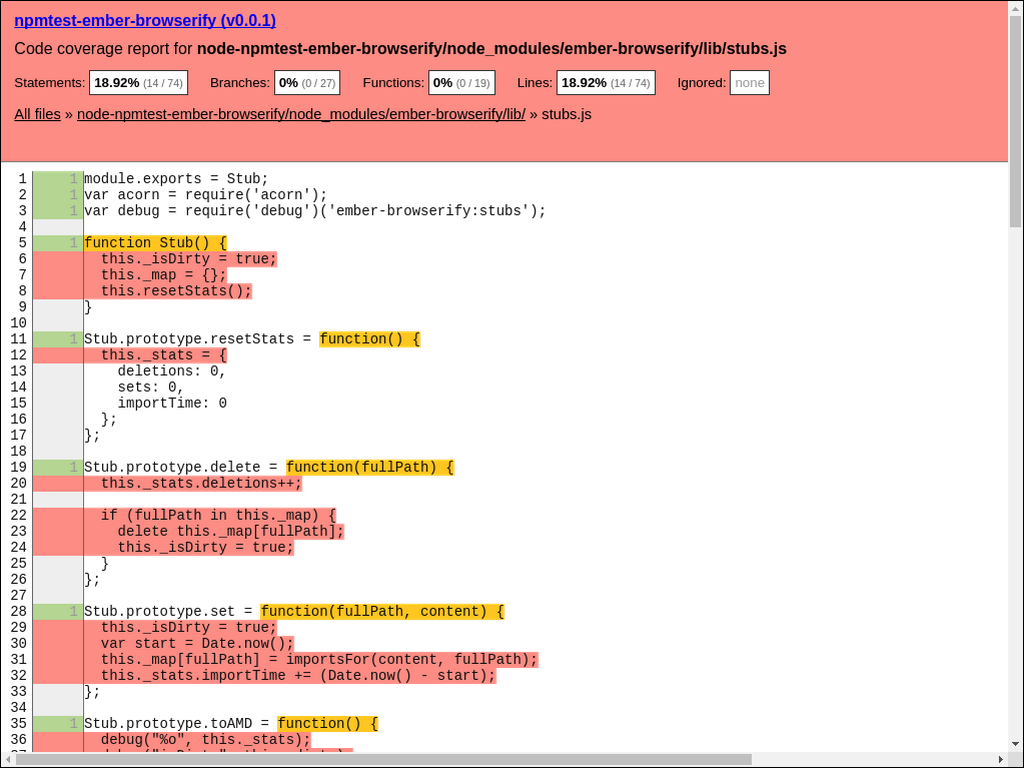 npmtest-ember-browserify (v0.0.1)
Code coverage report for node-npmtest-ember-browserify/node_modules/ember-browserify/lib/stubs.js
Statements: 18.92% (14 / 74) Branches: 0% (0 / 27) Functions: 0% (0 / 19) Lines: 18.92% (14 / 74) Ignored: none
All files » node-npmtest-ember-browserify/node_modules/ember-browserify/lib/ » stubs.js
1 1 module.exports = Stub;
2 1 var acorn = require('acorn');
3 1 var debug = require('debug')('ember-browserify:stubs');
4
5 1 function Stub() {
6 this._isDirty = true;
7 this._map = {};
8 this.resetStats();
9 }
10
11 1 Stub.prototype.resetStats = function() {
12 this._stats = {
13 deletions: 0,
14 sets: 0,
15 importTime: 0
16 };
17 };
18
19 1 Stub.prototype.delete = function(fullPath) {
20 this._stats.deletions++;
21
22 if (fullPath in this._map) {
23 delete this._map[fullPath];
24 this._isDirty = true;
25 }
26 };
27
28 1 Stub.prototype.set = function(fullPath, content) {
29 this._isDirty = true;
30 var start = Date.now();
31 this._map[fullPath] = importsFor(content, fullPath);
32 this._stats.importTime += (Date.now() - start);
33 };
34
35 1 Stub.prototype.toAMD = function() {
36 debug("%o", this._stats);